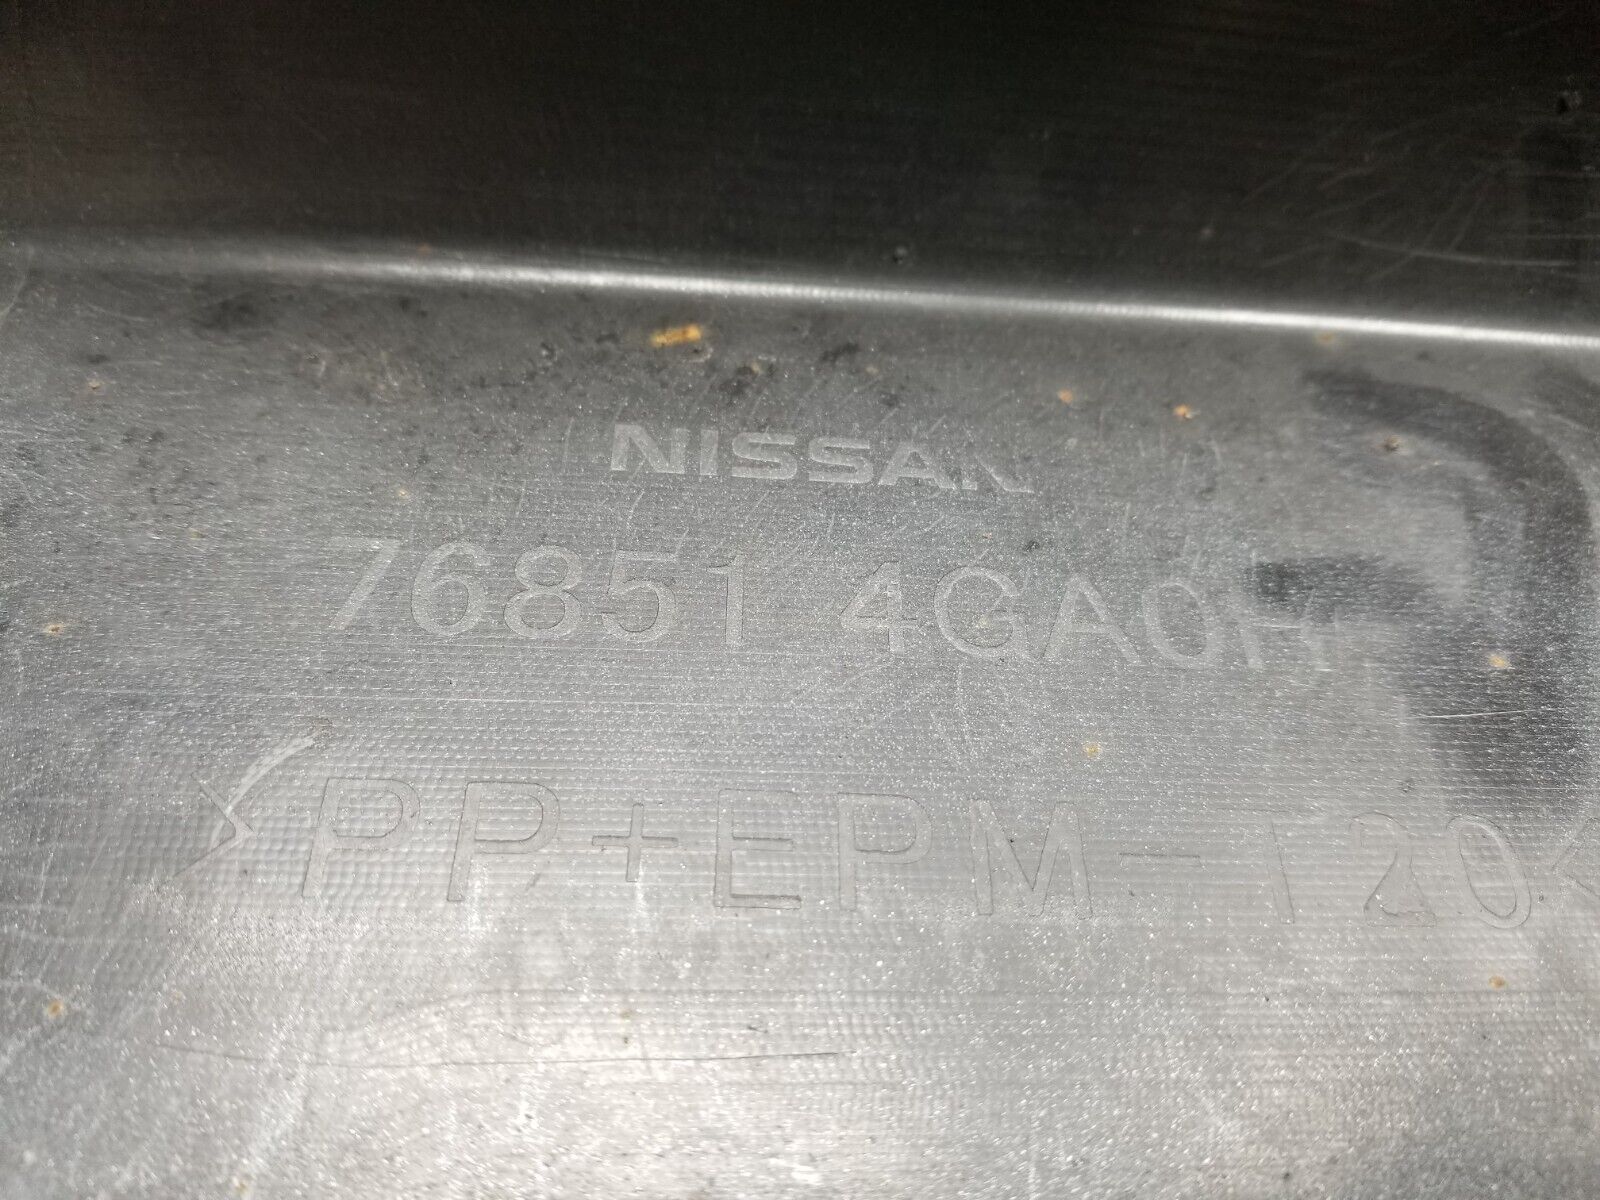 NISSAN
76851 4GA0H
>PP+EPM-T20<